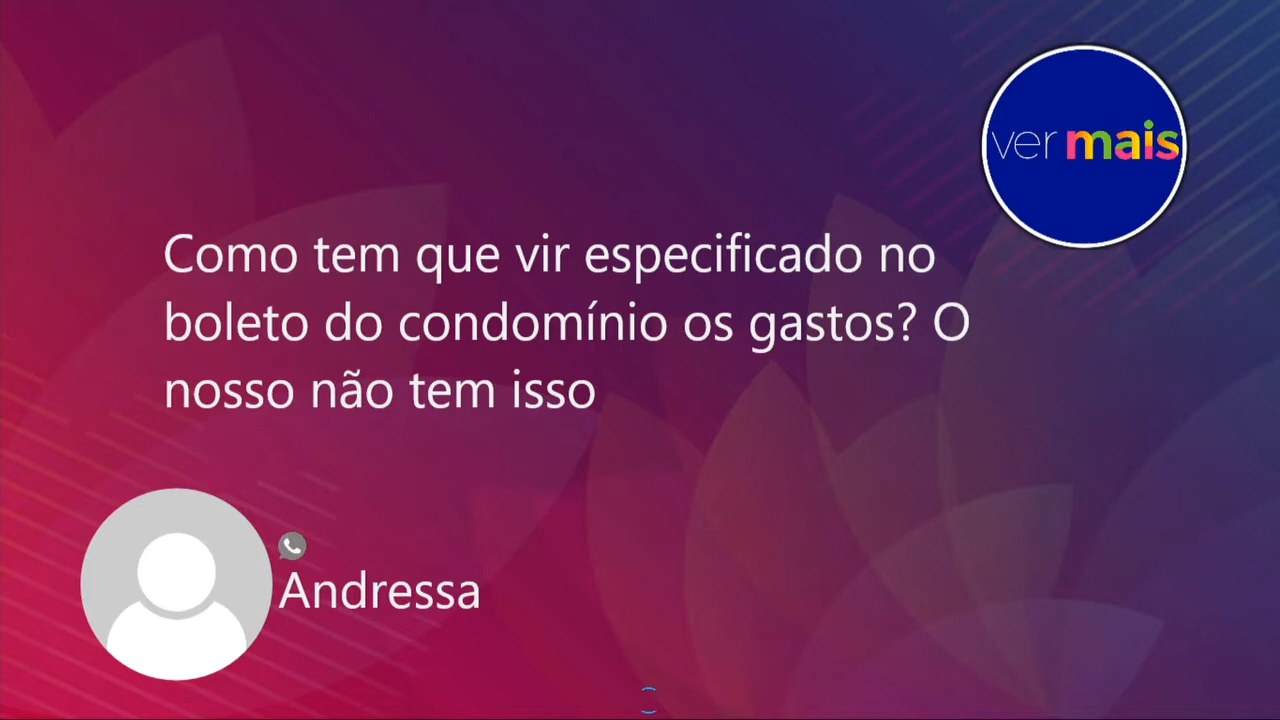 ver mais
Como tem que vir especificado no
boleto do condomínio os gastos? O
nosso não tem isso
Andressa